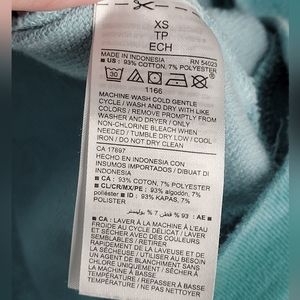 XS
TP
ECH
MADE IN INDONESIA RN 54023
■ US : 93% COTTON, 7% POLYESTER
30
1166
MACHINE WASH COLD GENTLE
CYCLE / WASH AND DRY WITH LIKE
COLORS / REMOVE PROMPTLY FROM
WASHER AND DRYER / ONLY
NON-CHLORINE BLEACH WHEN
NEEDED / TUMBLE DRY LOW / COOL
IRON / DO NOT DRY CLEAN
CA 17897
HECHO EN INDONESIA CON
INSUMOS IMPORTADOS / DIBUAT DI
INDONESIA
■ CA : 93% COTTON, 7% POLYESTER
■ CL/CR/MX/PE : 93% algodón, 7%
poliéster ■ ID : 93% KAPAS, 7%
POLISTER
■ AE : 93 % قطن 7 % بوليستر
■ CA : LAVER À LA MACHINE À L'EAU
FROIDE AU CYCLE DÉLICAT / LAVER
ET SÉCHER AVEC DES COULEURS
SEMBLABLES / RETIRER
RAPIDEMENT DE LA LAVEUSE ET DE
LA SÉCHEUSE / UTILISER AU BESOIN
UN AGENT DE BLANCHIMENT SANS
CHLORE UNIQUEMENT / SÉCHER À
LA MACHINE À BASSE
TEMPÉRATURE / REPASSER À BASSE
TEMPÉRATURE / NE PAS NETTOYER